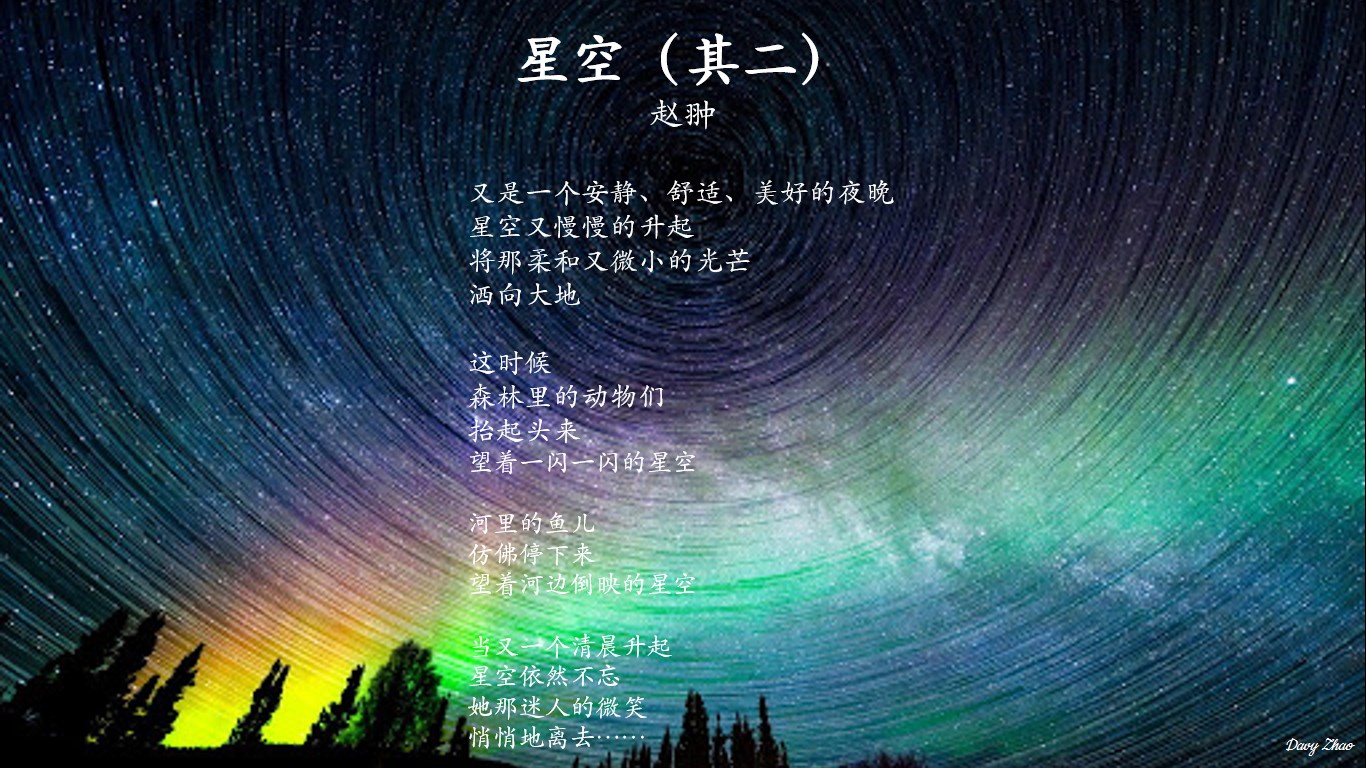 星空（其二）
赵翀
又是一个安静、舒适、美好的夜晚
星空又慢慢的升起
将那柔和又微小的光芒
洒向大地
这时候
森林里的动物们
抬起头来
望着一闪一闪的星空
河里的鱼儿
仿佛停下来
望着河边倒映的星空
当又一个清晨升起
星空依然不忘
她那迷人的微笑
悄悄地离去……
Davy Zhao